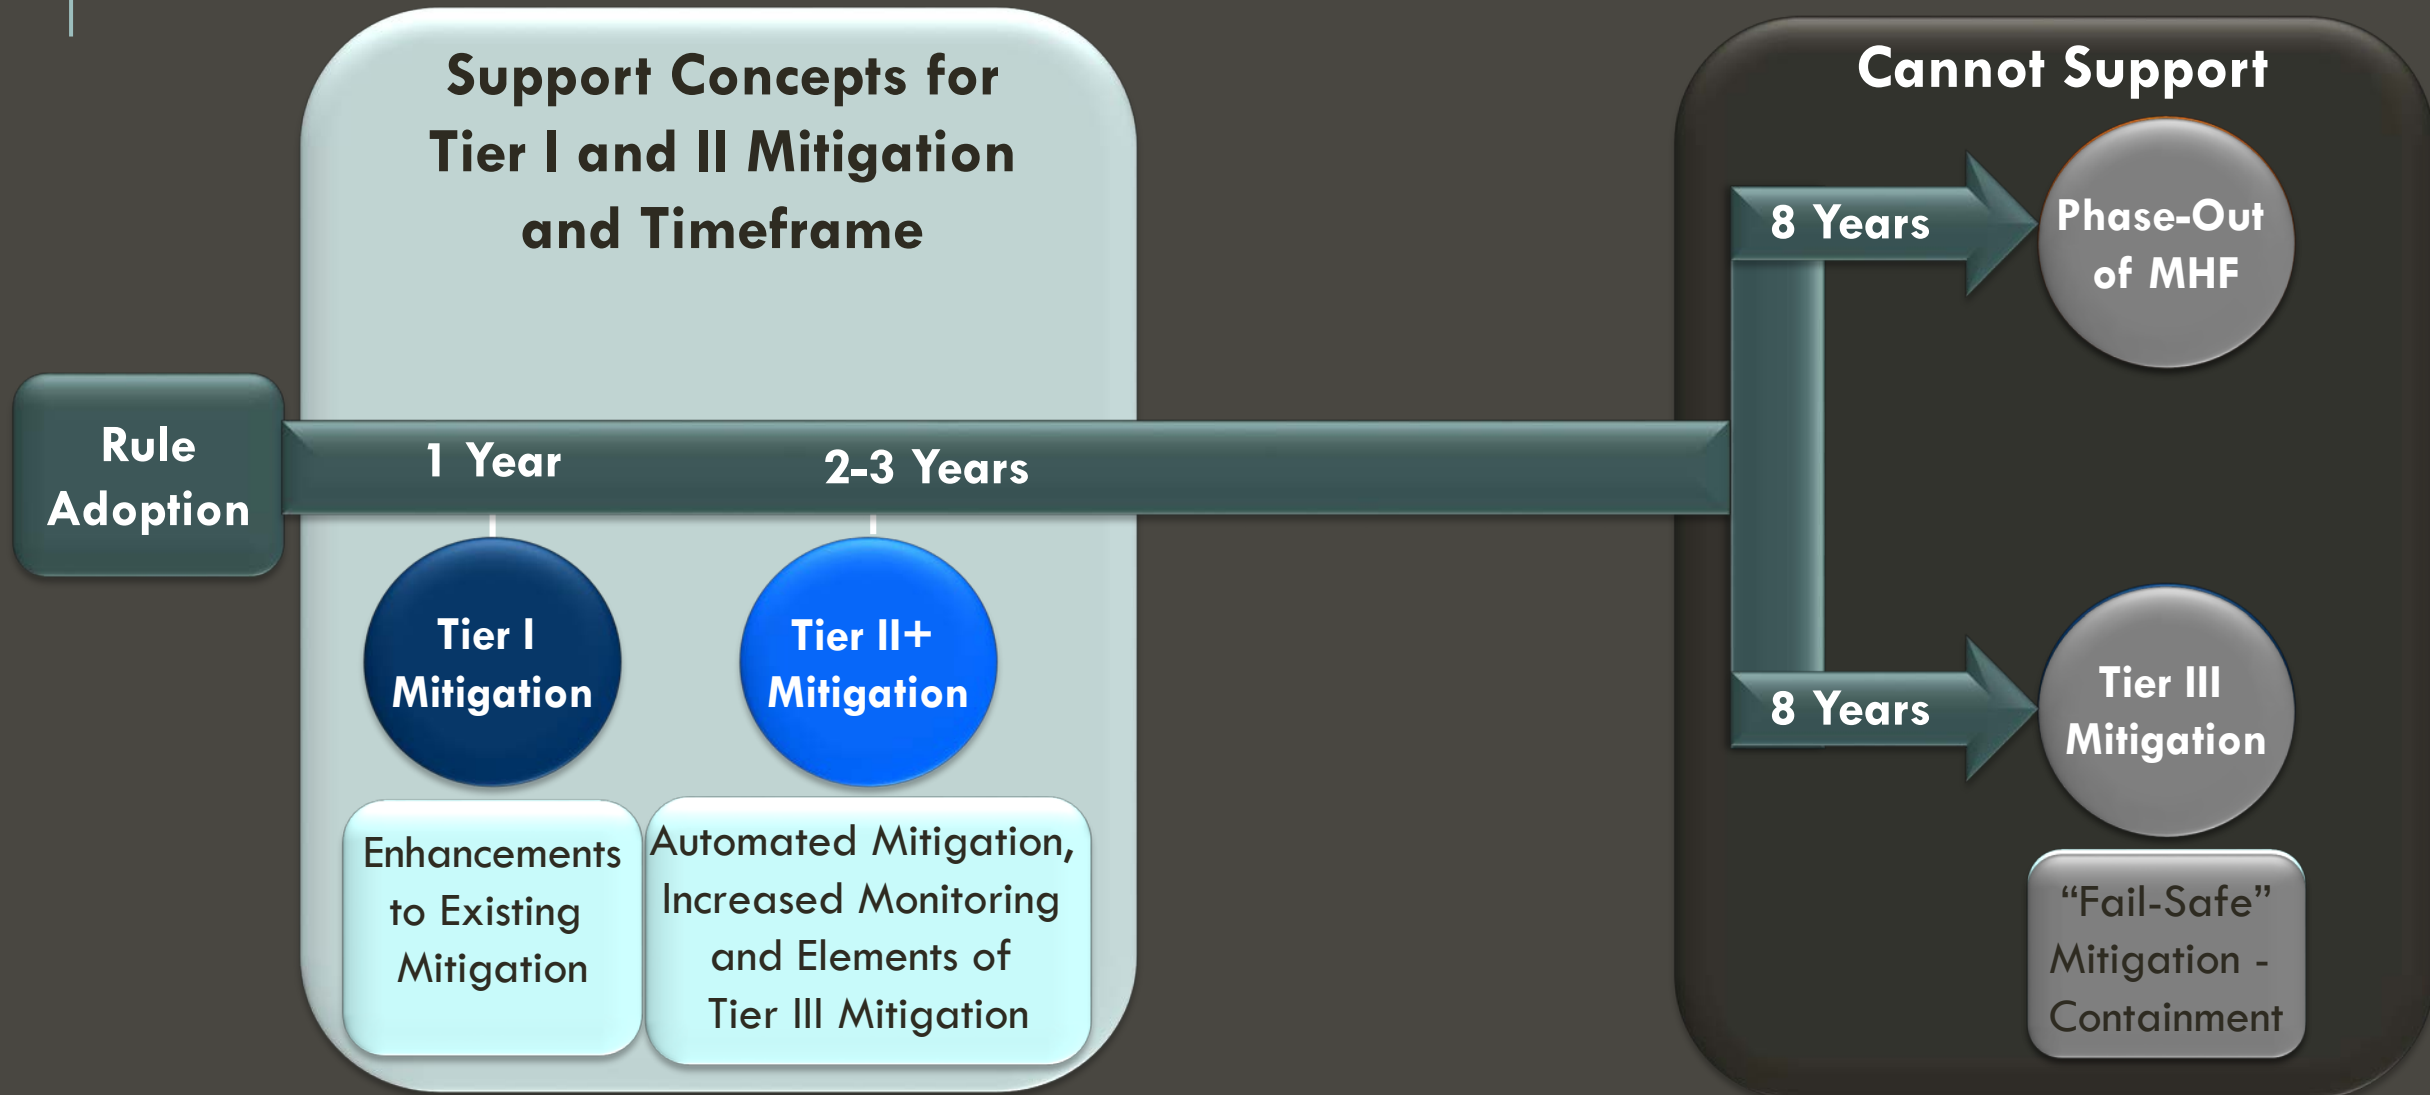 Support Concepts for
Tier I and II Mitigation
and Timeframe
Cannot Support
8 Years
Phase-Out
of MHF
Rule
Adoption
1 Year
2-3 Years
Tier I
Mitigation
Tier II+
Mitigation
8 Years
Tier III
Mitigation
Enhancements
to Existing
Mitigation
Automated Mitigation,
Increased Monitoring
and Elements of
Tier III Mitigation
“Fail-Safe”
Mitigation -
Containment